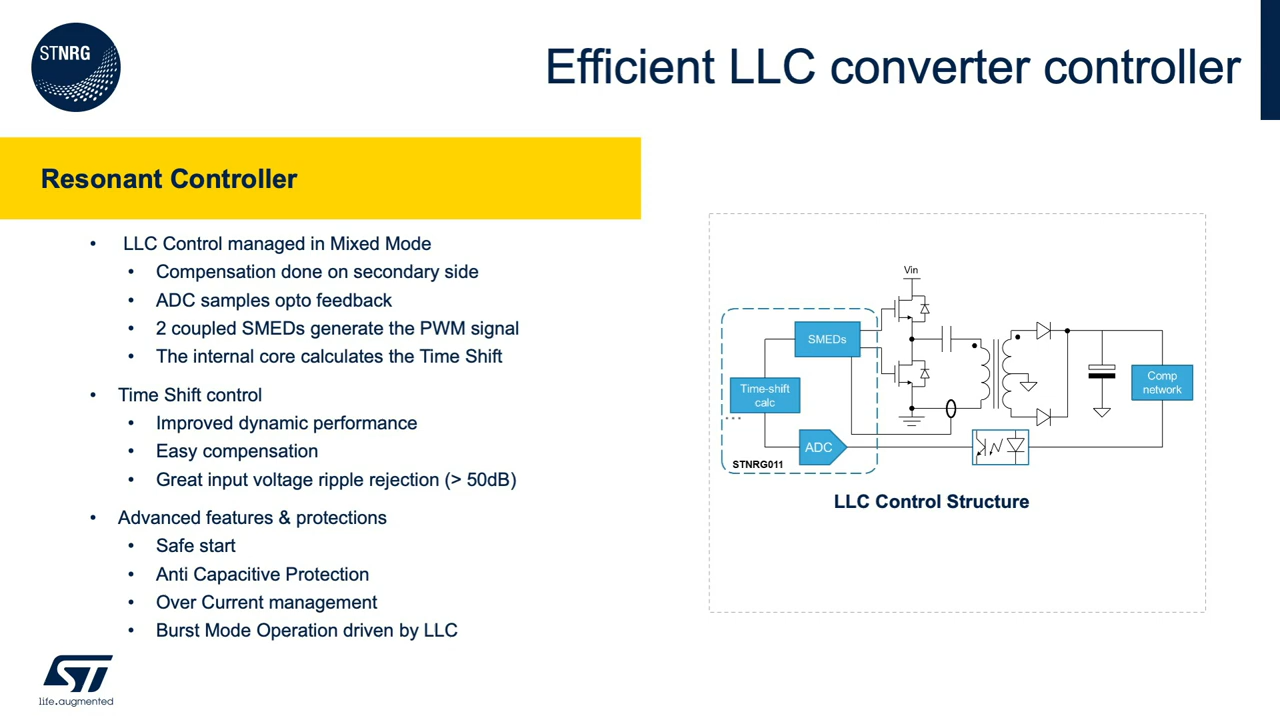 STNRG
Efficient LLC converter controller
Resonant Controller
• LLC Control managed in Mixed Mode
• Compensation done on secondary side
• ADC samples opto feedback
• 2 coupled SMEDs generate the PWM signal
• The internal core calculates the Time Shift
• Time Shift control
• Improved dynamic performance
• Easy compensation
• Great input voltage ripple rejection (> 50dB)
• Advanced features & protections
• Safe start
• Anti Capacitive Protection
• Over Current management
• Burst Mode Operation driven by LLC
Vin
SMEDs
Time-shift
calc
...
ADC
STNRG011
Comp
network
LLC Control Structure
ST
life.augmented